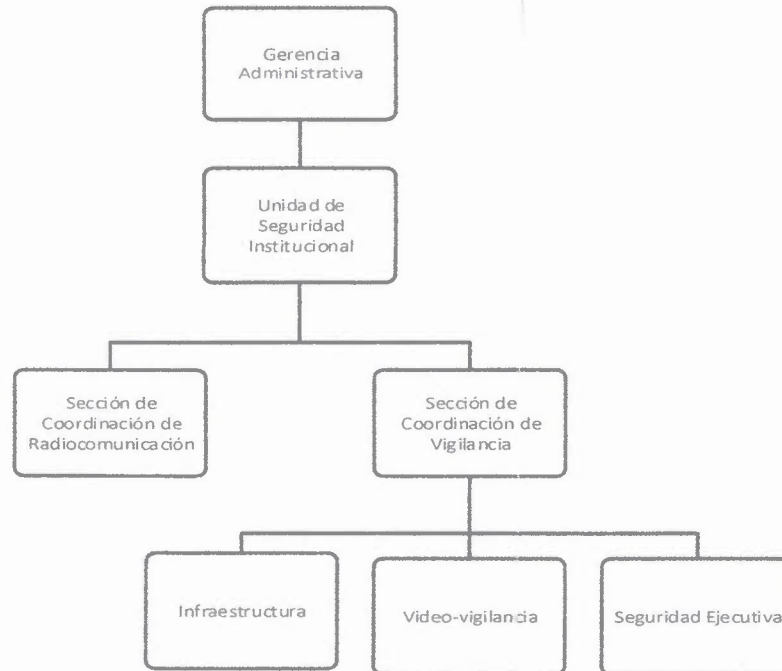 Gerencia
Administrativa
Unidad de
Seguridad
Institucional
Sección de
Coordinación de
Radiocomunicación
Sección de
Coordinación de
Vigilancia
Infraestructura
Video-vigilancia
Seguridad Ejecutiva